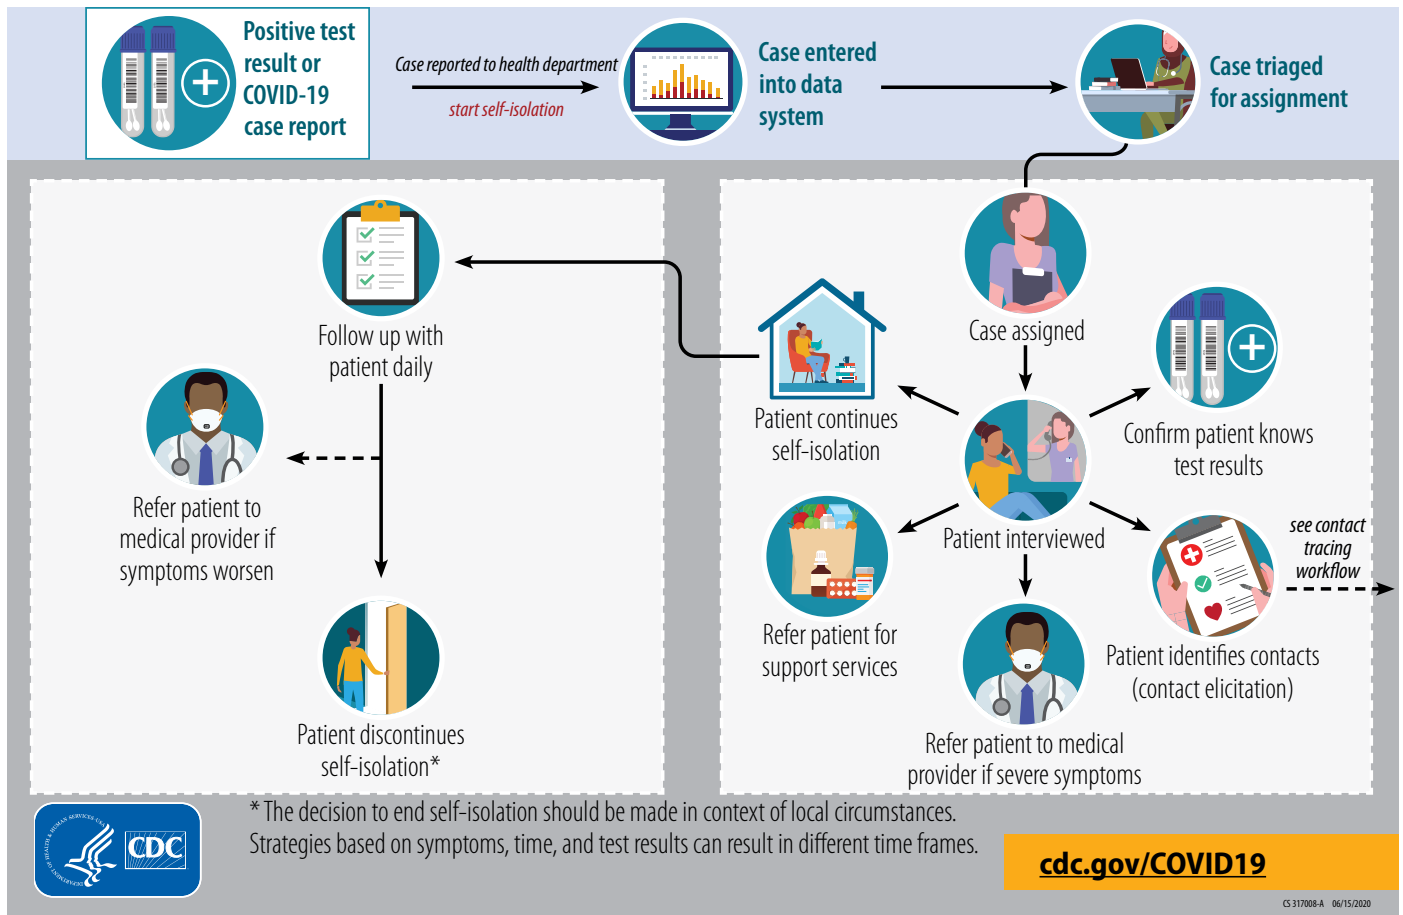 Positive test
result or
COVID-19
case report
Case reported to health department
start self-isolation
Case entered
into data
system
Case triaged
for assignment
Case assigned
Patient interviewed
Confirm patient knows
test results
Patient identifies contacts
(contact elicitation)
see contact
tracing
workflow
Refer patient to medical
provider if severe symptoms
Refer patient for
support services
Patient continues
self-isolation
Follow up with
patient daily
Refer patient to
medical provider if
symptoms worsen
Patient discontinues
self-isolation*
* The decision to end self-isolation should be made in context of local circumstances.
Strategies based on symptoms, time, and test results can result in different time frames.
DEPARTMENT OF HEALTH & HUMAN SERVICES • USA
CDC
cdc.gov/COVID19
CS 317008-A 06/15/2020